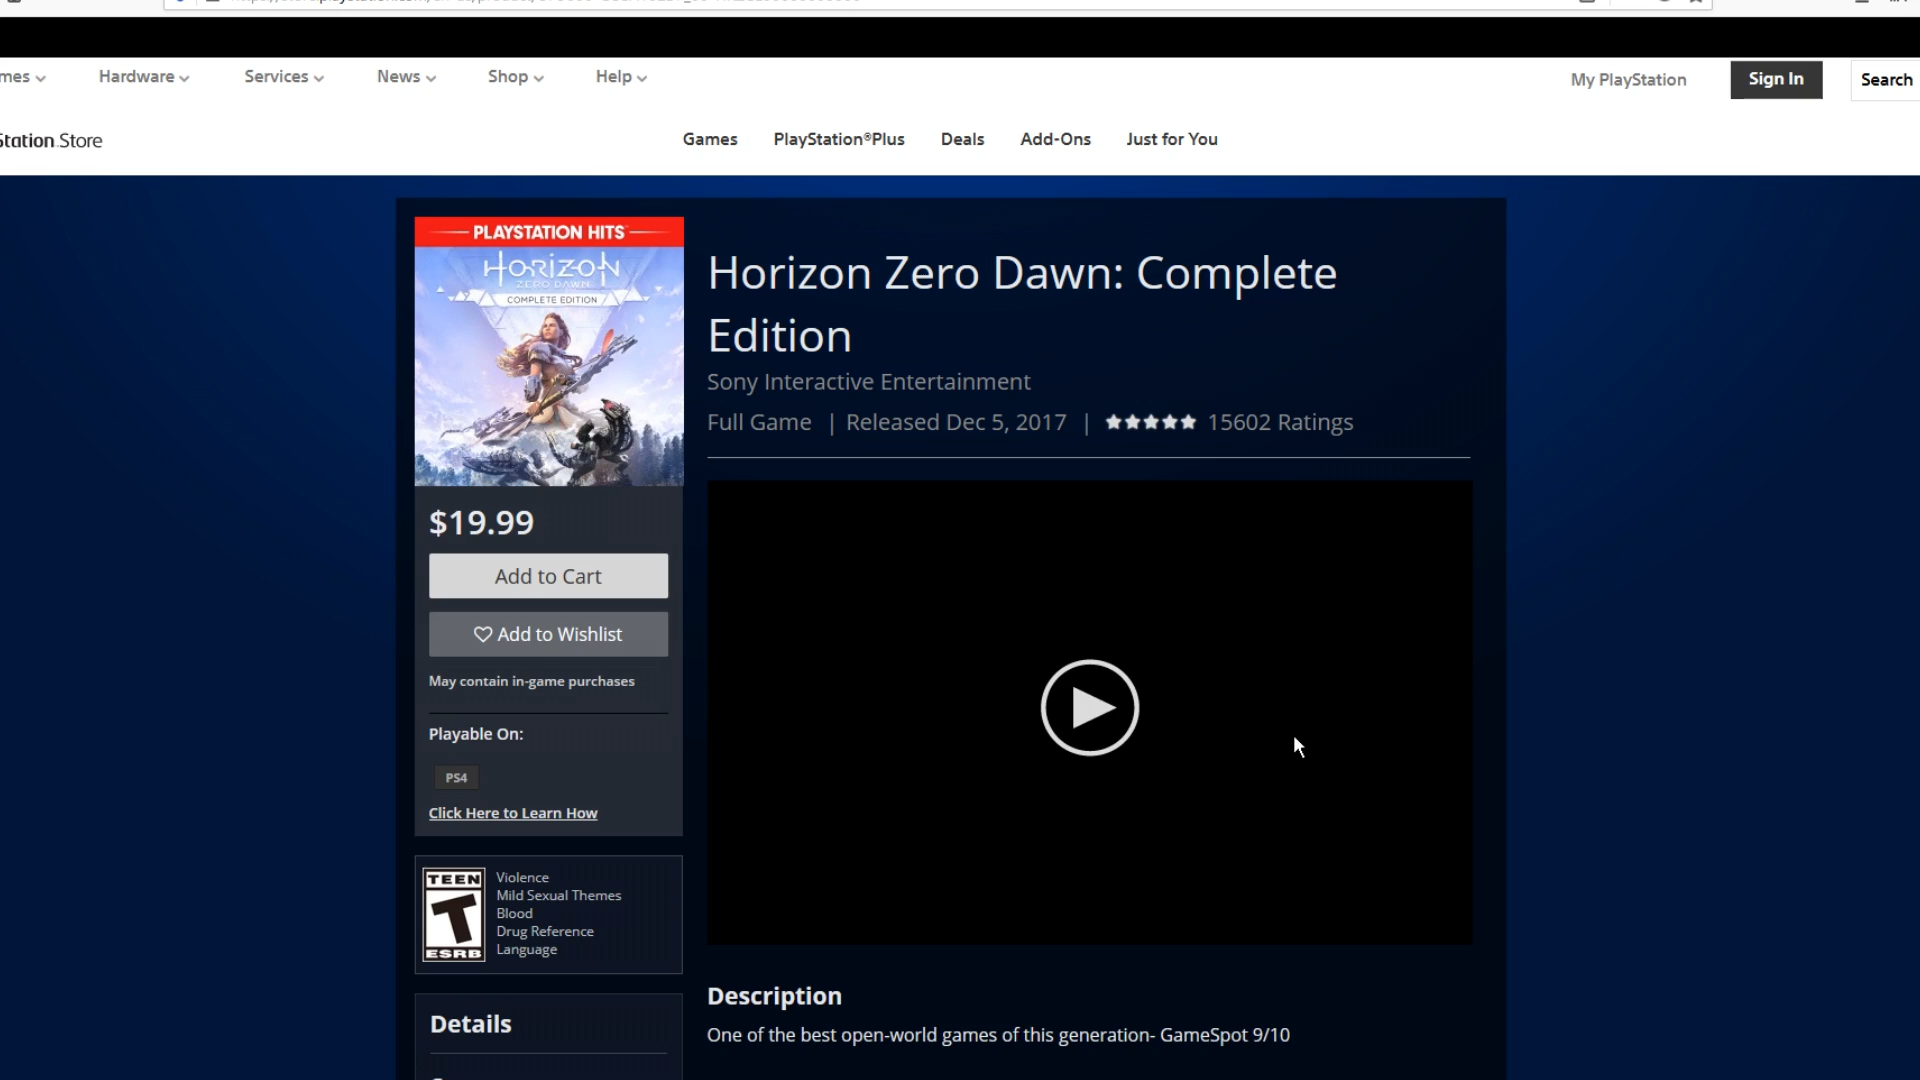 mes
Hardware
Services
News
Shop
Help
My PlayStation
Sign In
Search
Station Store
Games
PlayStation®Plus
Deals
Add-Ons
Just for You
PLAYSTATION HITS
HORIZON
ZERO DAWN
COMPLETE EDITION
Horizon Zero Dawn: Complete
Edition
Sony Interactive Entertainment
Full Game | Released Dec 5, 2017 | ★★★★★ 15602 Ratings
$19.99
Add to Cart
Add to Wishlist
May contain in-game purchases
Playable On:
PS4
Click Here to Learn How
TEEN
T
ESRB
Violence
Mild Sexual Themes
Blood
Drug Reference
Language
Details
Description
One of the best open-world games of this generation- GameSpot 9/10